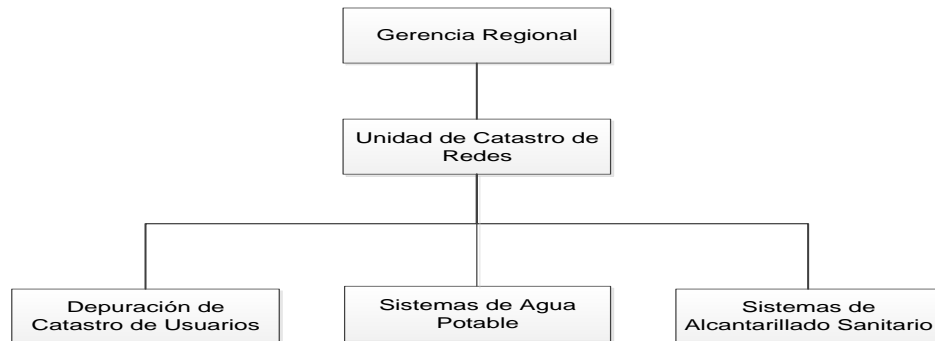 Gerencia Regional
Unidad de Catastro de
Redes
Depuración de
Catastro de Usuarios
Sistemas de Agua
Potable
Sistemas de
Alcantarillado Sanitario